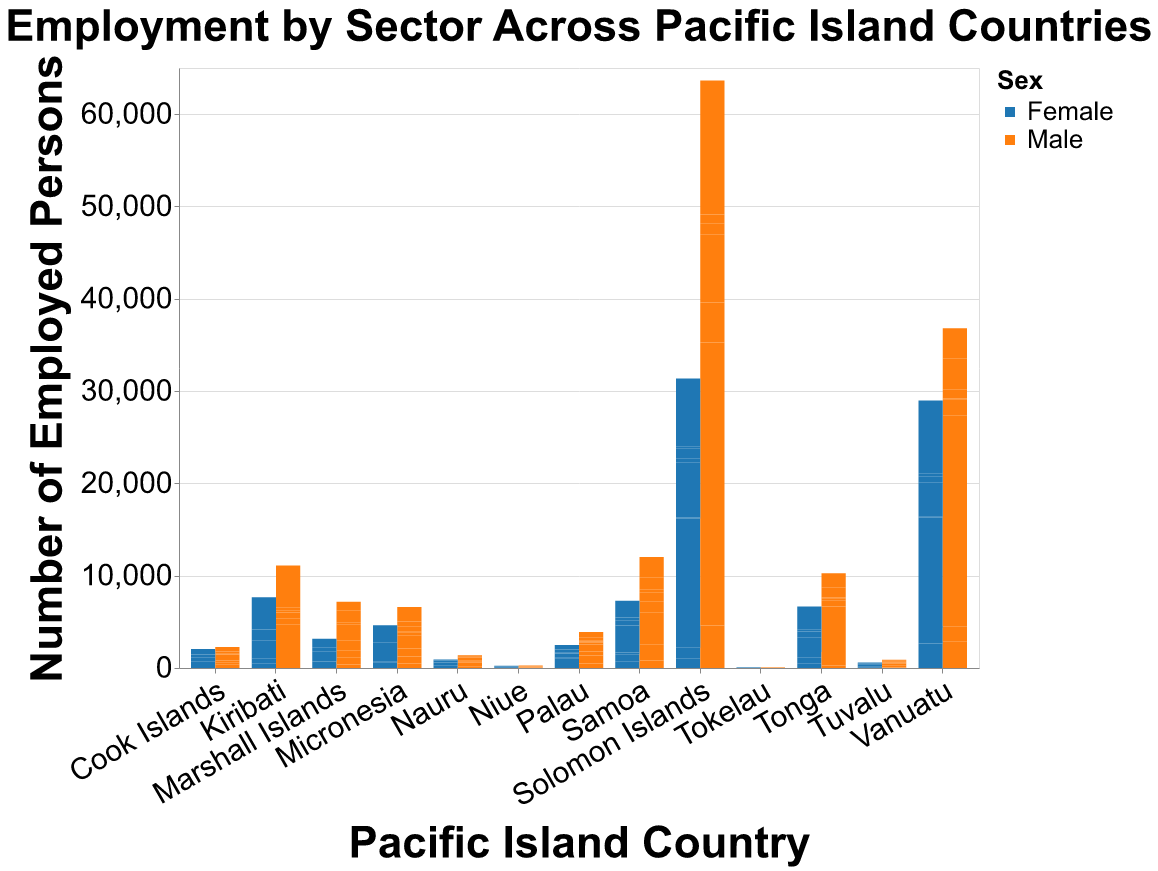 Employment by Sector Across Pacific Island Countries
Number of Employed Persons
60,000
50,000
40,000
30,000
20,000
10,000
0
Sex
Female
Male
Cook Islands
Kiribati
Marshall Islands
Micronesia
Nauru
Niue
Palau
Samoa
Solomon Islands
Tokelau
Tonga
Tuvalu
Vanuatu
Pacific Island Country